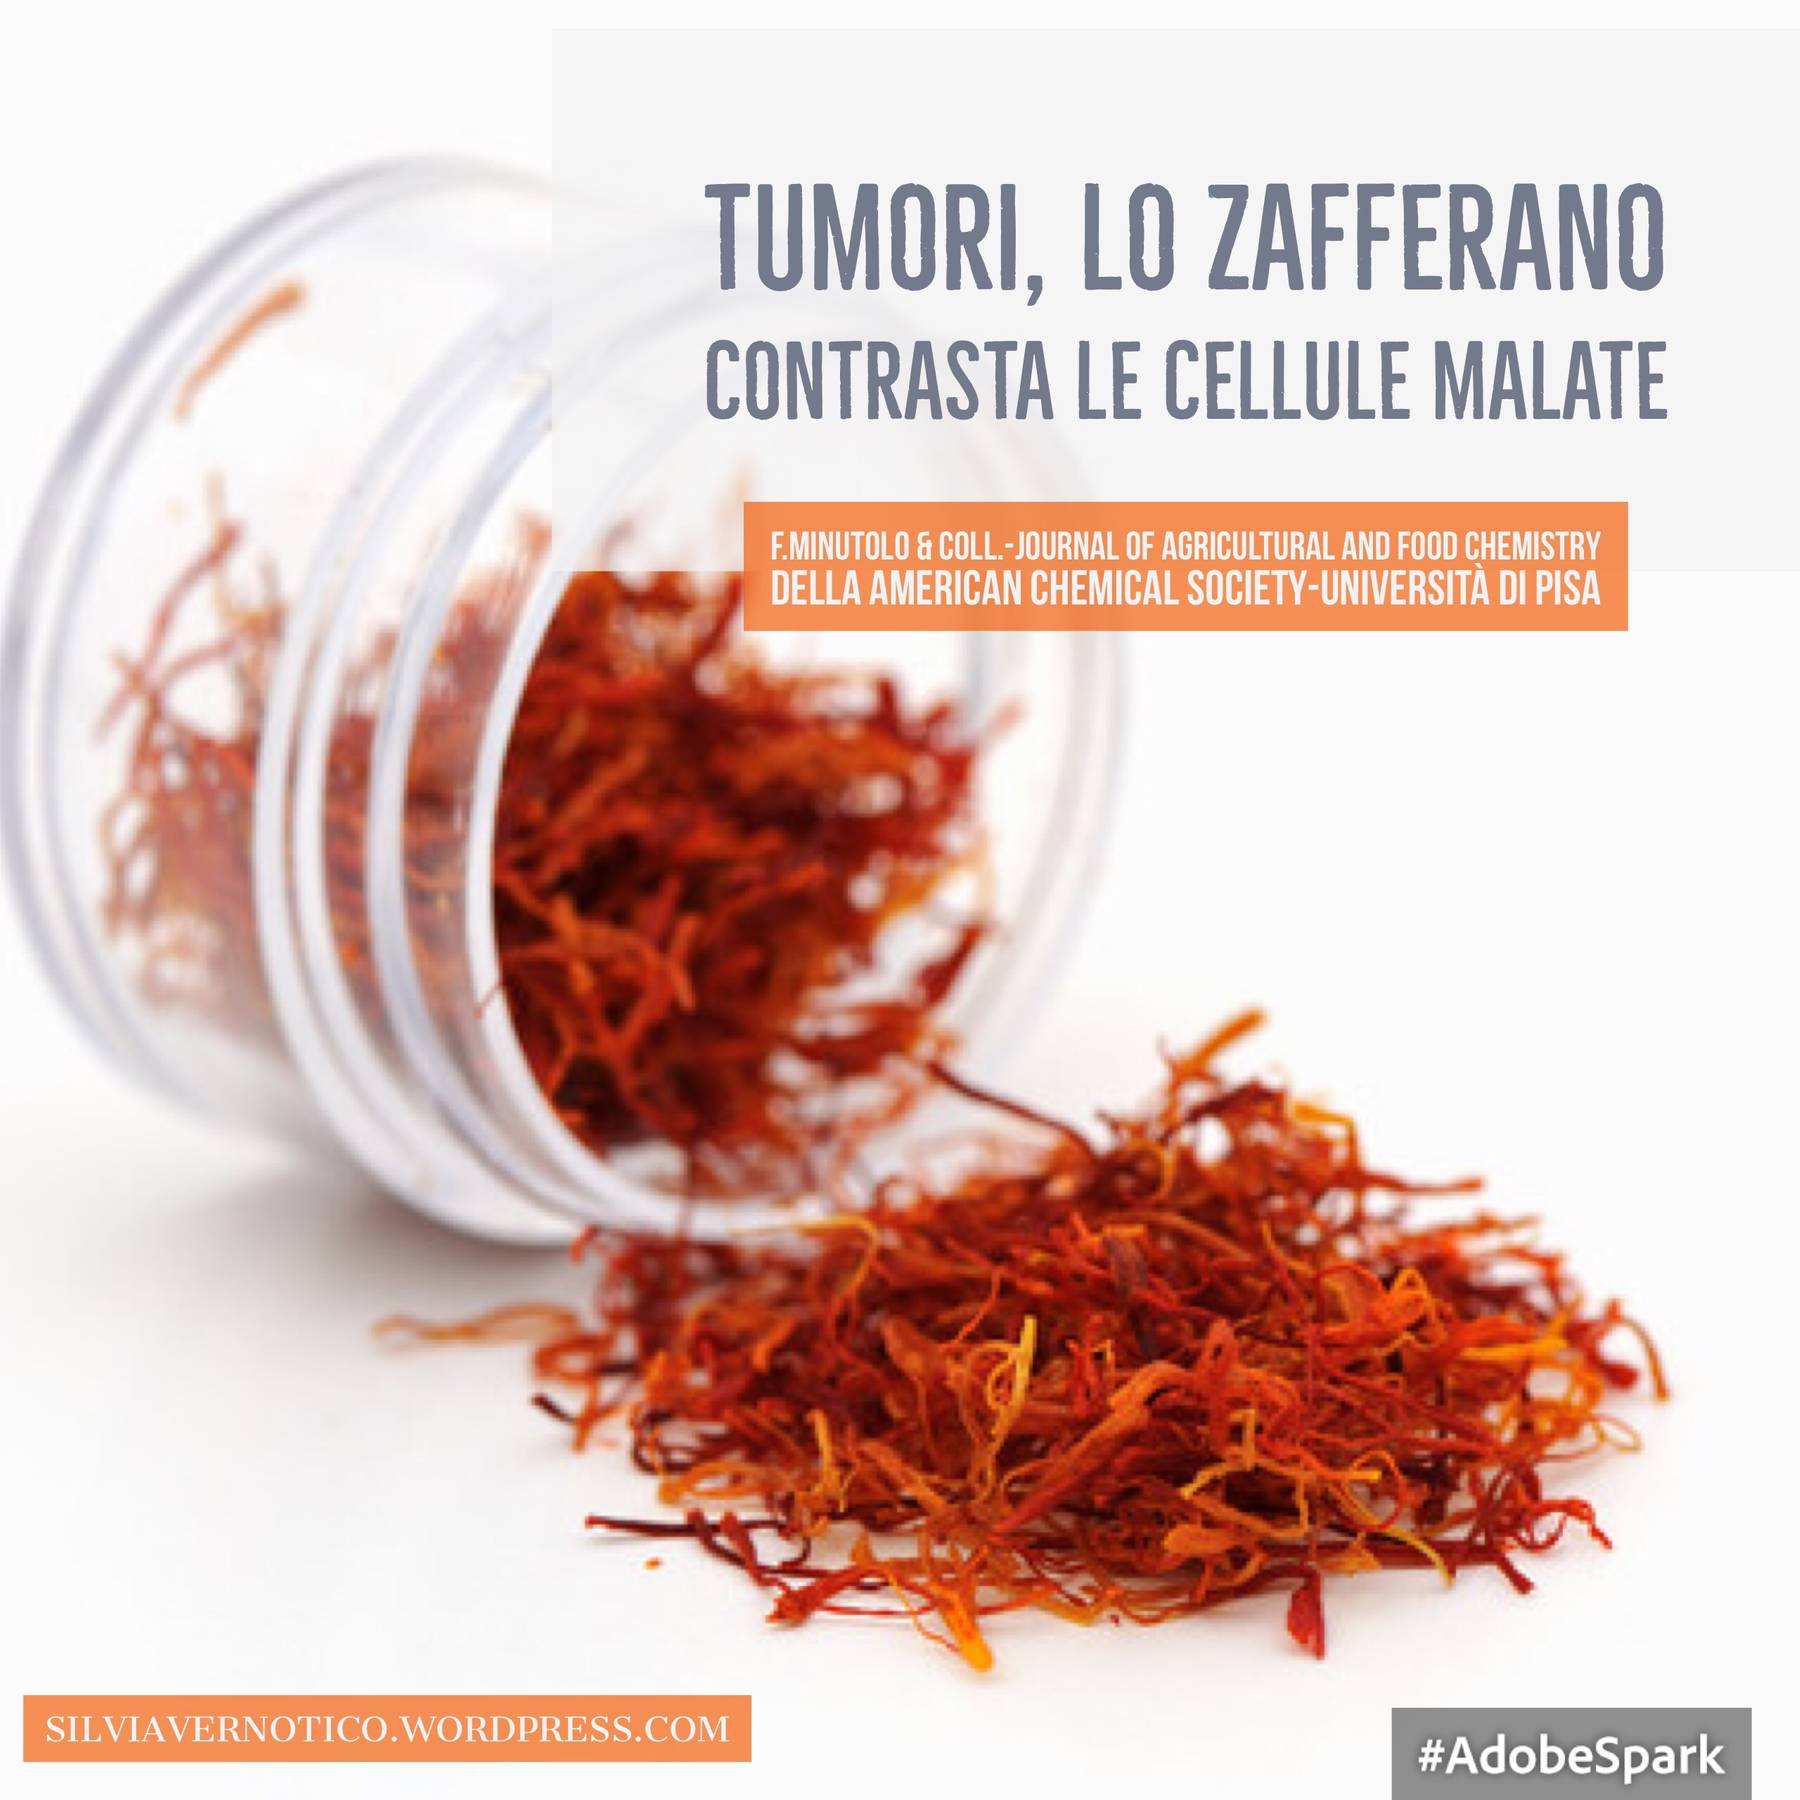 TUMORI, LO ZAFFERANO
CONTRASTA LE CELLULE MALATE
F.MINUTOLO & COLL.-JOURNAL OF AGRICULTURAL AND FOOD CHEMISTRY
DELLA AMERICAN CHEMICAL SOCIETY-UNIVERSITÀ DI PISA
SILVIAVERNOTICO.WORDPRESS.COM
#AdobeSpark